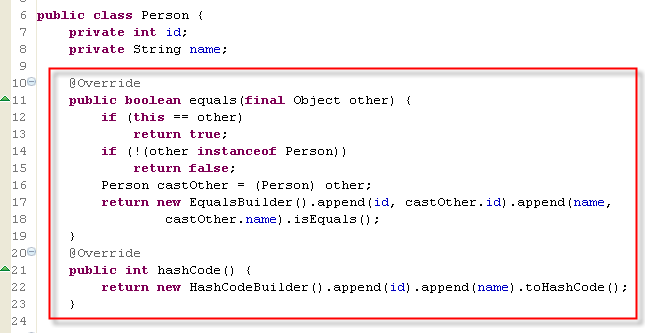 6 public class Person {
7     private int id;
8     private String name;
9
10     @Override
11     public boolean equals(final Object other) {
12         if (this == other)
13             return true;
14         if (!(other instanceof Person))
15             return false;
16         Person castOther = (Person) other;
17         return new EqualsBuilder().append(id, castOther.id).append(name,
18                 castOther.name).isEquals();
19     }
20     @Override
21     public int hashCode() {
22         return new HashCodeBuilder().append(id).append(name).toHashCode();
23     }
24